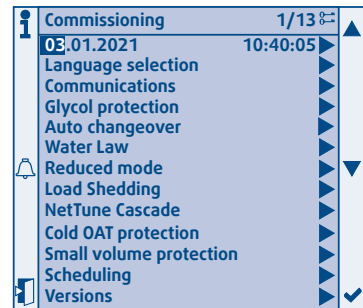 Commissioning 1/13
03.01.2021 10:40:05
Language selection
Communications
Glycol protection
Auto changeover
Water Law
Reduced mode
Load Shedding
NetTune Cascade
Cold OAT protection
Small volume protection
Scheduling
Versions